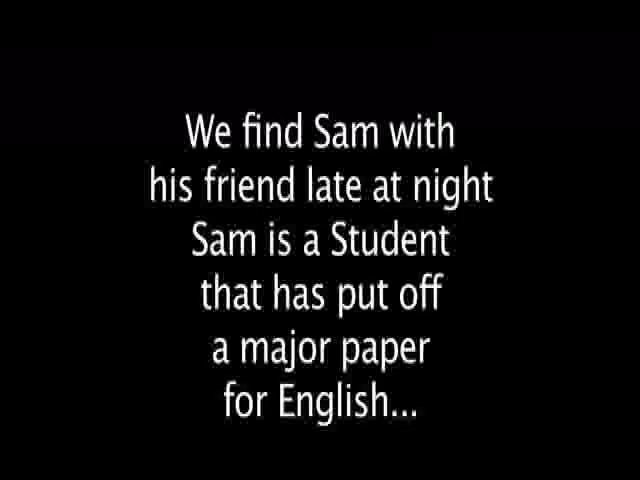 We find Sam with
his friend late at night
Sam is a Student
that has put off
a major paper
for English...